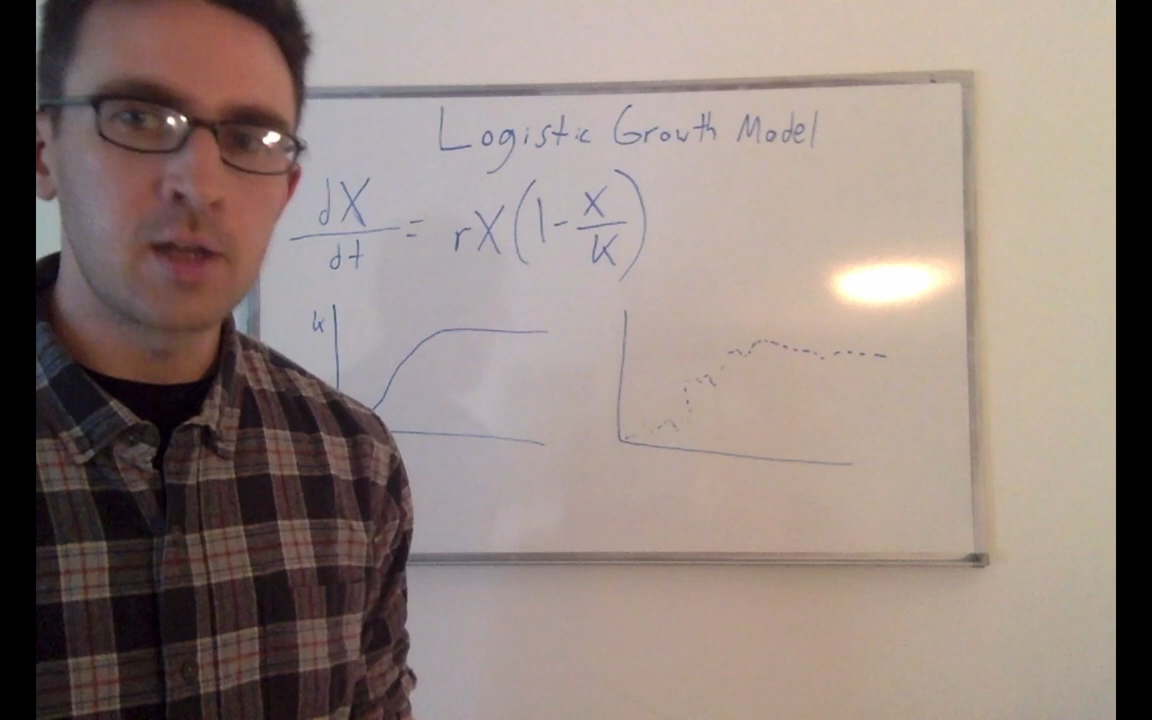 Logistic Growth Model
dX/dt = rX(1-X/K)
K